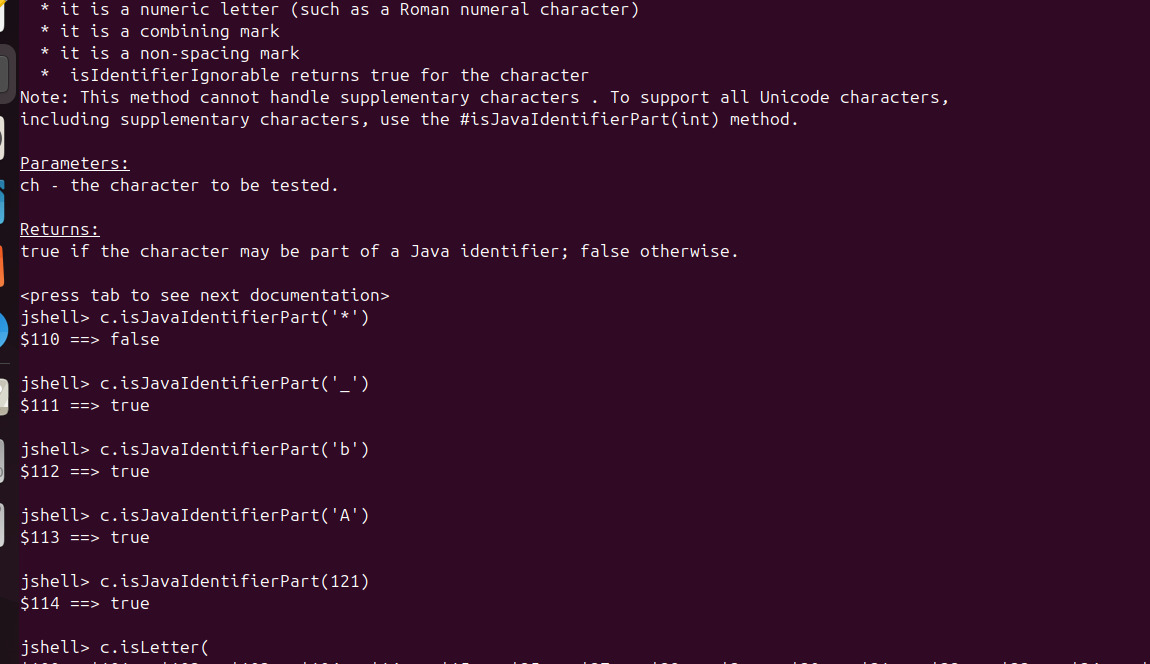 * it is a numeric letter (such as a Roman numeral character)
* it is a combining mark
* it is a non-spacing mark
*  isIdentifierIgnorable returns true for the character
Note: This method cannot handle supplementary characters . To support all Unicode characters,
including supplementary characters, use the #isJavaIdentifierPart(int) method.
Parameters:
ch - the character to be tested.
Returns:
true if the character may be part of a Java identifier; false otherwise.
<press tab to see next documentation>
jshell> c.isJavaIdentifierPart('*')
$110 ==> false
jshell> c.isJavaIdentifierPart('_')
$111 ==> true
jshell> c.isJavaIdentifierPart('b')
$112 ==> true
jshell> c.isJavaIdentifierPart('A')
$113 ==> true
jshell> c.isJavaIdentifierPart(121)
$114 ==> true
jshell> c.isLetter(